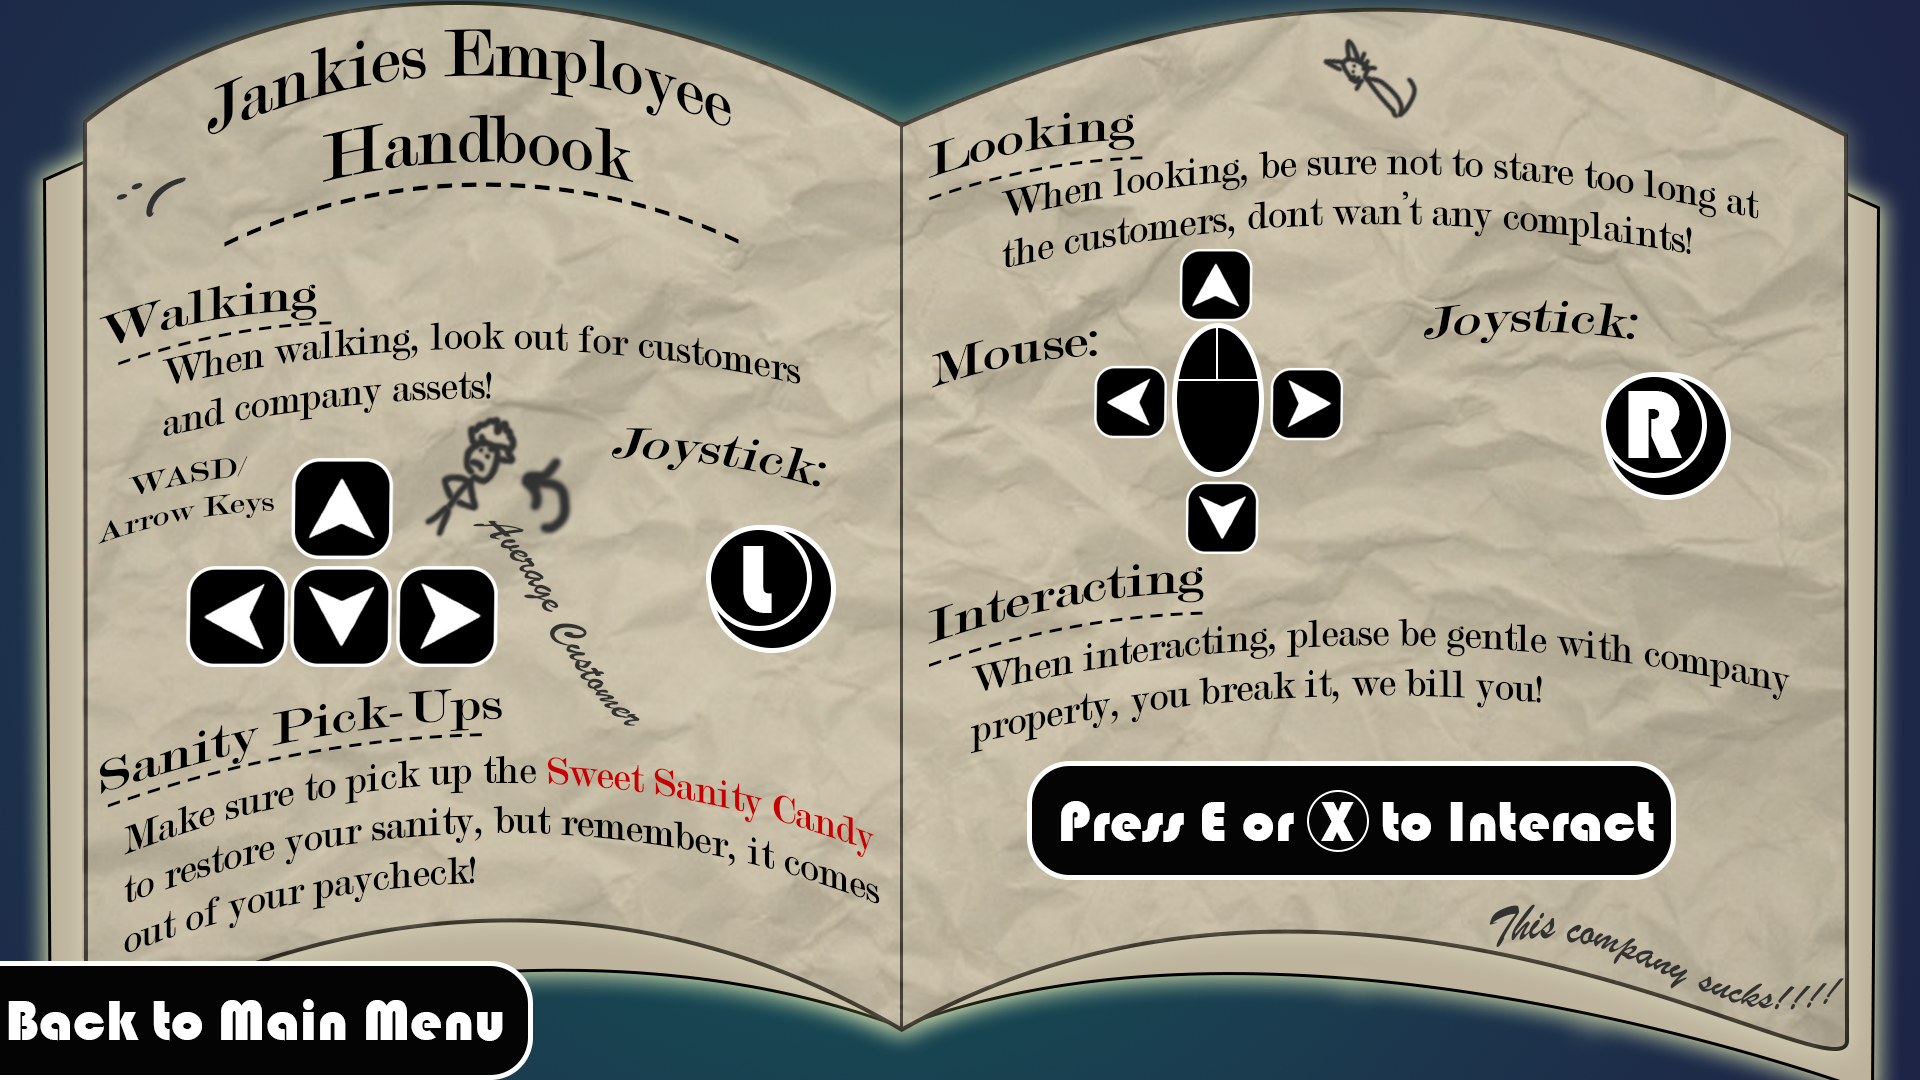 Jankies Employee
Handbook
Walking
When walking, look out for customers
and company assets!
WASD/
Arrow Keys
Joystick:
L
Average Customer
Sanity Pick-Ups
Make sure to pick up the Sweet Sanity Candy
to restore your sanity, but remember, it comes
out of your paycheck!
Back to Main Menu
Looking
When looking, be sure not to stare too long at
the customers, dont wan't any complaints!
Mouse:
Joystick:
R
Interacting
When interacting, please be gentle with company
property, you break it, we bill you!
Press E or X to Interact
This company sucks!!!!